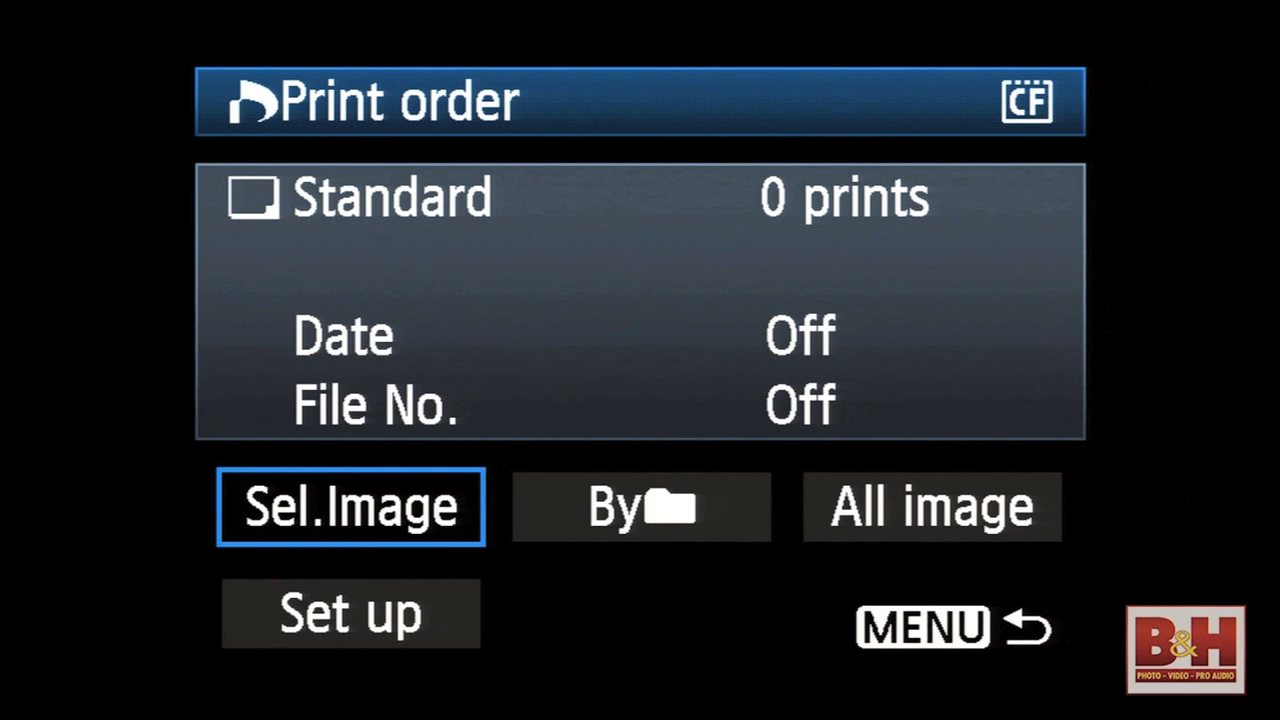 Print order CF
Standard 0 prints
Date Off
File No. Off
Sel.Image By All image
Set up MENU
B&H
PHOTO - VIDEO - PRO AUDIO